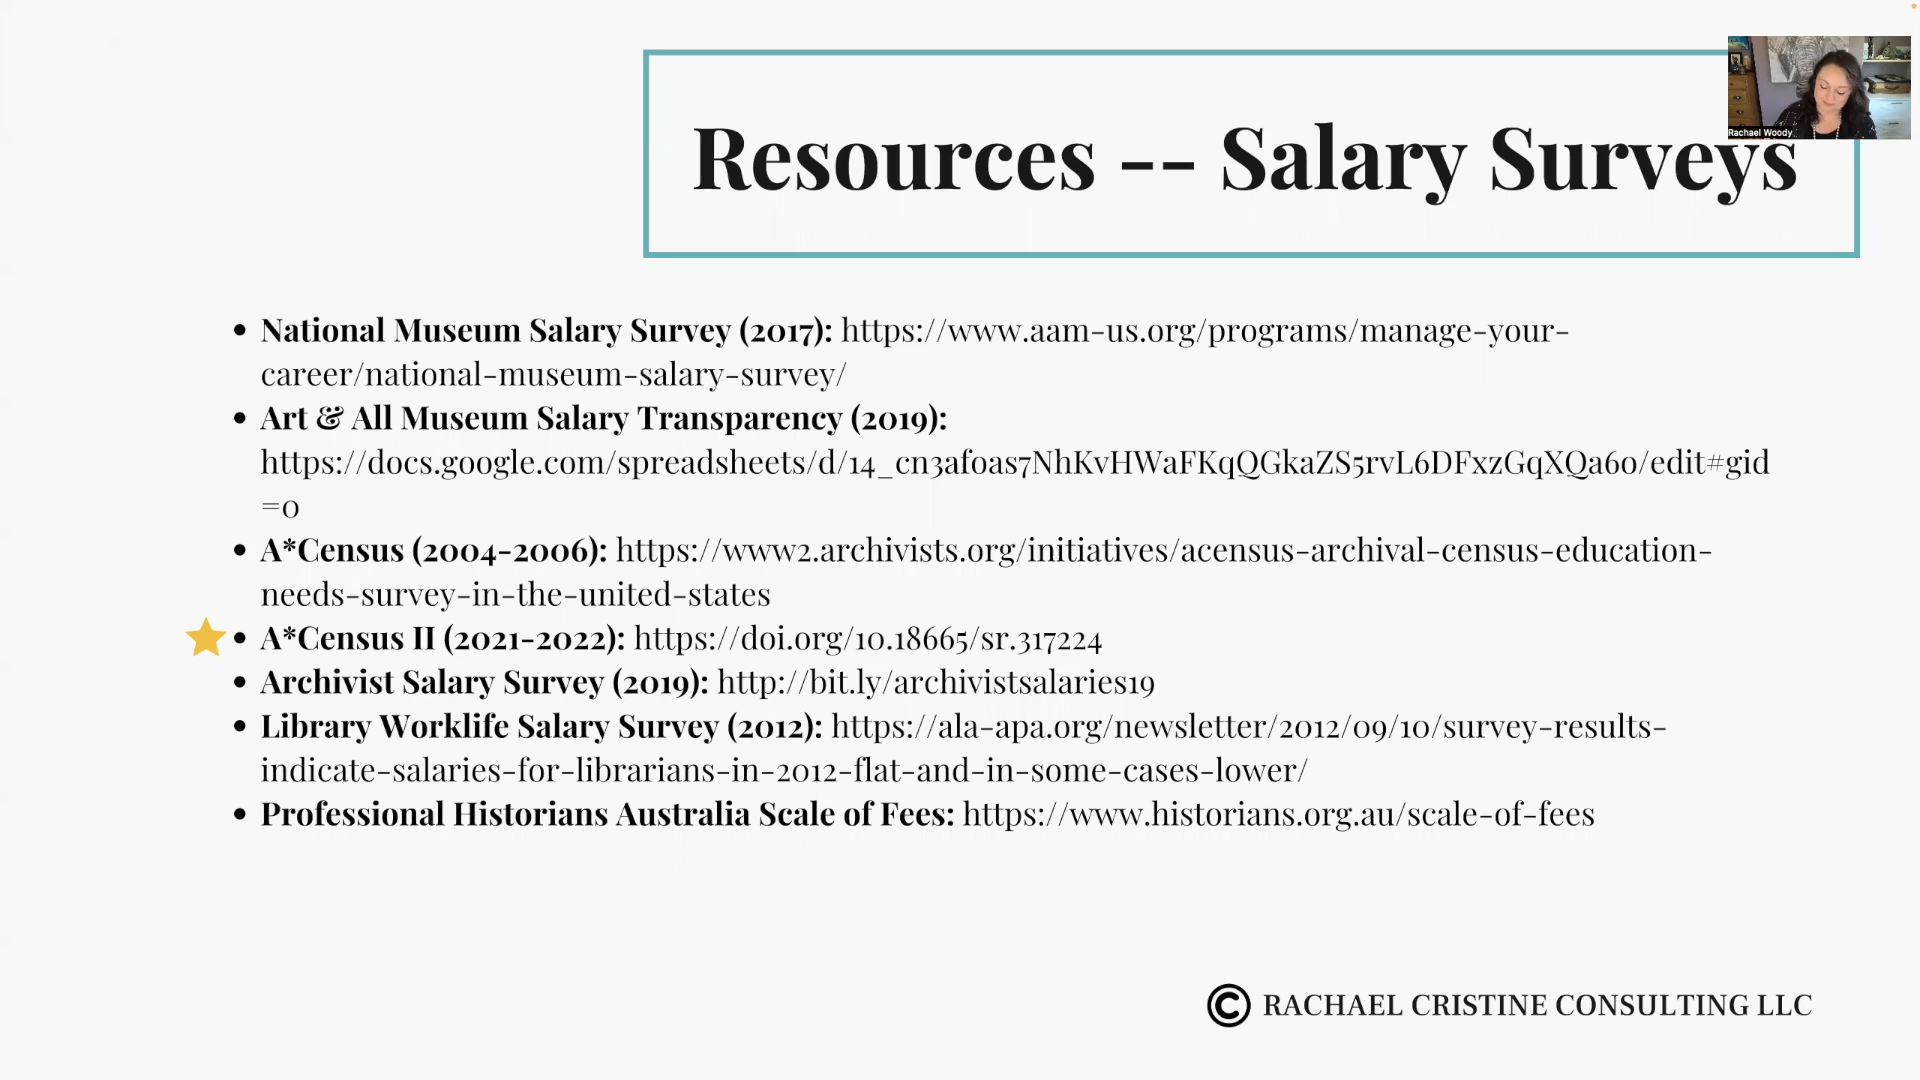 Rachael Woody
Resources -- Salary Surveys
• National Museum Salary Survey (2017): https://www.aam-us.org/programs/manage-your-
career/national-museum-salary-survey/
• Art & All Museum Salary Transparency (2019):
https://docs.google.com/spreadsheets/d/14_cn3afoas7NhKvHWaFKqQGkaZS5rvL6DFxzGqXQa6o/edit#gid
=0
• A*Census (2004-2006): https://www2.archivists.org/initiatives/acensus-archival-census-education-
needs-survey-in-the-united-states
• A*Census II (2021-2022): https://doi.org/10.18665/sr.317224
• Archivist Salary Survey (2019): http://bit.ly/archivistsalaries19
• Library Worklife Salary Survey (2012): https://ala-apa.org/newsletter/2012/09/10/survey-results-
indicate-salaries-for-librarians-in-2012-flat-and-in-some-cases-lower/
• Professional Historians Australia Scale of Fees: https://www.historians.org.au/scale-of-fees
© RACHAEL CRISTINE CONSULTING LLC